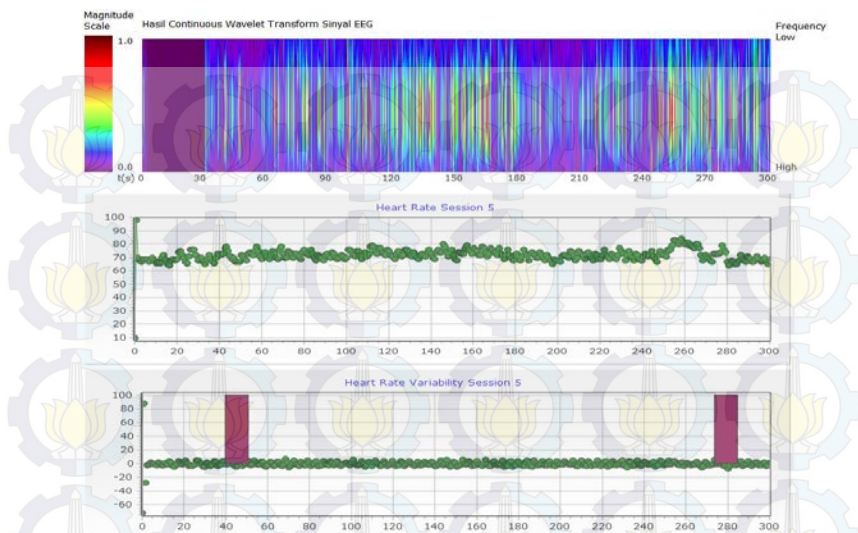 Magnitude
Scale
Hasil Continuous Wavelet Transform Sinyal EEG
Frequency
Low
1.0
0.0
High
t(s) 0 30 60 90 120 150 180 210 240 270 300
Heart Rate Session 5
100
90
80
70
60
50
40
30
20
10
0 20 40 60 80 100 120 140 160 180 200 220 240 260 280 300
Heart Rate Variability Session 5
100
80
60
40
20
0
-20
-40
-60
0 20 40 60 80 100 120 140 160 180 200 220 240 260 280 300